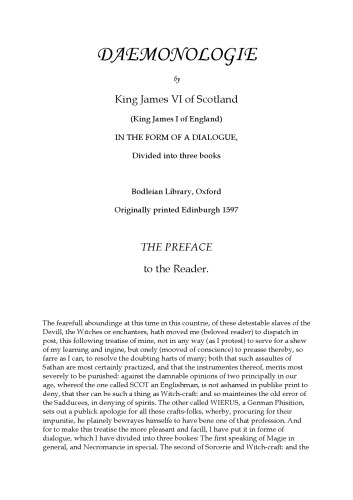 DAEMONOLOGIE
by
King James VI of Scotland
(King James I of England)
IN THE FORM OF A DIALOGUE,
Divided into three books
Bodleian Library, Oxford
Originally printed Edinburgh 1597
THE PREFACE
to the Reader.
The fearefull aboundinge at this time in this countrie, of these detestable slaves of the
Devill, the Witches or enchanters, hath moved me (beloved reader) to dispatch in
post, this following treatise of mine, not in any way (as I protest) to serve for a shew
of my learning and ingine, but onely (mooved of conscience) to preasse thereby, so
farre as I can, to resolve the doubting harts of many; both that such assaultes of
Sathan are most certainly practized, and that the instrumentes thereof, merits most
severely to be punished: against the damnable opinions of two principally in our
age, whereof the one called SCOT an Englishman, is not ashamed in publike print to
deny, that ther can be such a thing as Witch-craft: and so mainteines the old error of
the Sadducees, in denying of spirits. The other called WIERUS, a German Phisition,
sets out a publick apologie for all these crafts-folks, wherby, procuring for their
impunitie, he plainely bewrayes himselfe to have bene one of that profession. And
for to make this treatise the more pleasant and facill, I have put it in forme of
dialogue, which I have divided into three bookes: The first speaking of Magie in
general, and Necromancie in special. The second of Sorcerie and Witch-craft: and the